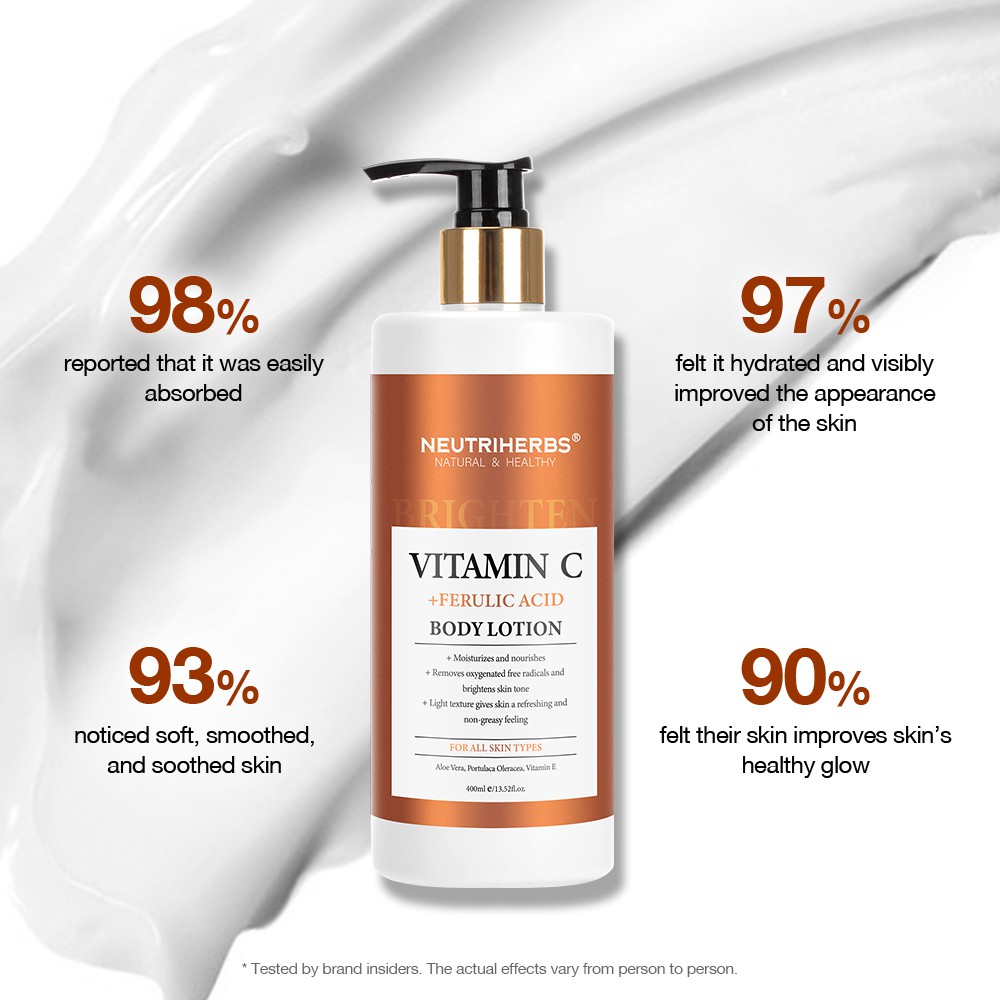 98%
reported that it was easily
absorbed
97%
felt it hydrated and visibly
improved the appearance
of the skin
NEUTRIHERBS®
NATURAL & HEALTHY
BRIGHTEN
VITAMIN C
+FERULIC ACID
BODY LOTION
+ Moisturizes and nourishes
+ Removes oxygenated free radicals and
brightens skin tone
+ Light texture gives skin a refreshing and
non-greasy feeling
FOR ALL SKIN TYPES
Aloe Vera, Portulaca Oleracea, Vitamin E
400ml e/13.52fl.oz.
93%
noticed soft, smoothed,
and soothed skin
90%
felt their skin improves skin’s
healthy glow
* Tested by brand insiders. The actual effects vary from person to person.